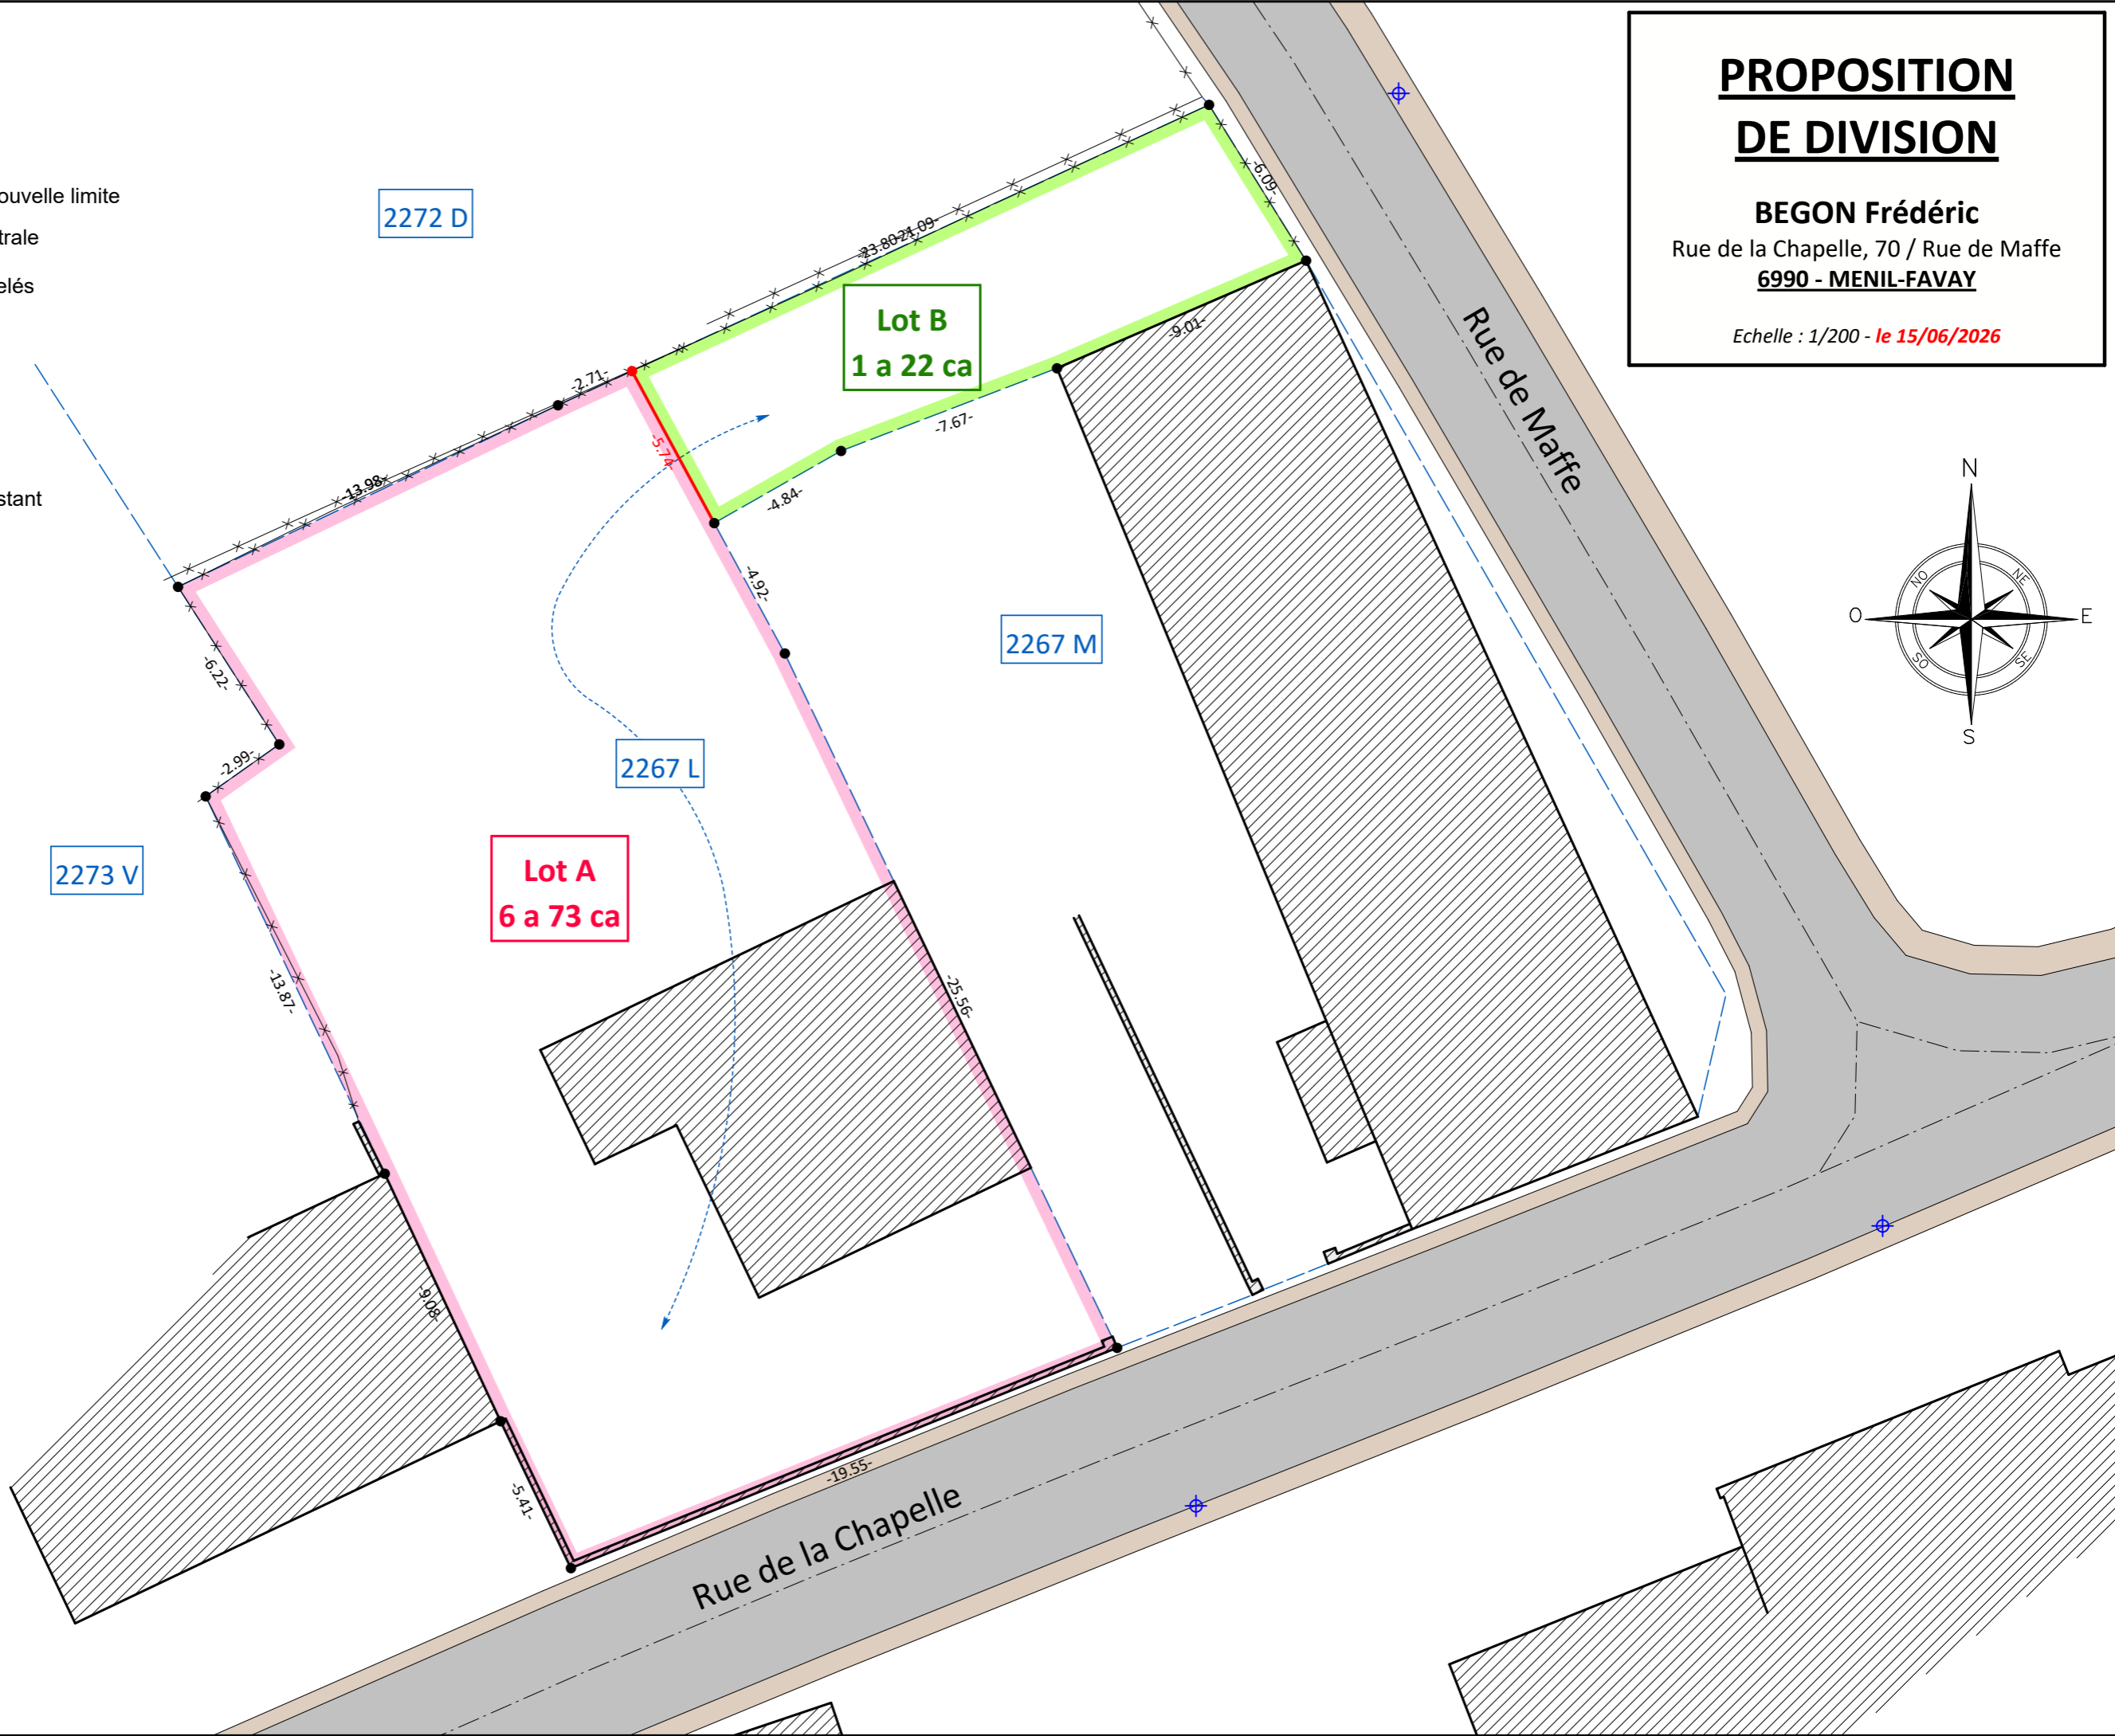 PROPOSITION
DE DIVISION
BEGON Frédéric
Rue de la Chapelle, 70 / Rue de Maffe
6990 - MENIL-FAVAY
Echelle : 1/200 - le 15/06/2026
ouvelle limite
trale
elés
stant
2272 D
-6.09-
-23.80-
-21.09-
Lot B
1 a 22 ca
-9.01-
-2.71-
-7.67-
-5.74-
-4.84-
-13.98-
Rue de Maffe
N
NO
NE
O
E
SO
SE
S
-4.92-
2267 M
-6.22-
-2.99-
2267 L
2273 V
Lot A
6 a 73 ca
-13.87-
-25.56-
-9.08-
-5.41-
-19.55-
Rue de la Chapelle